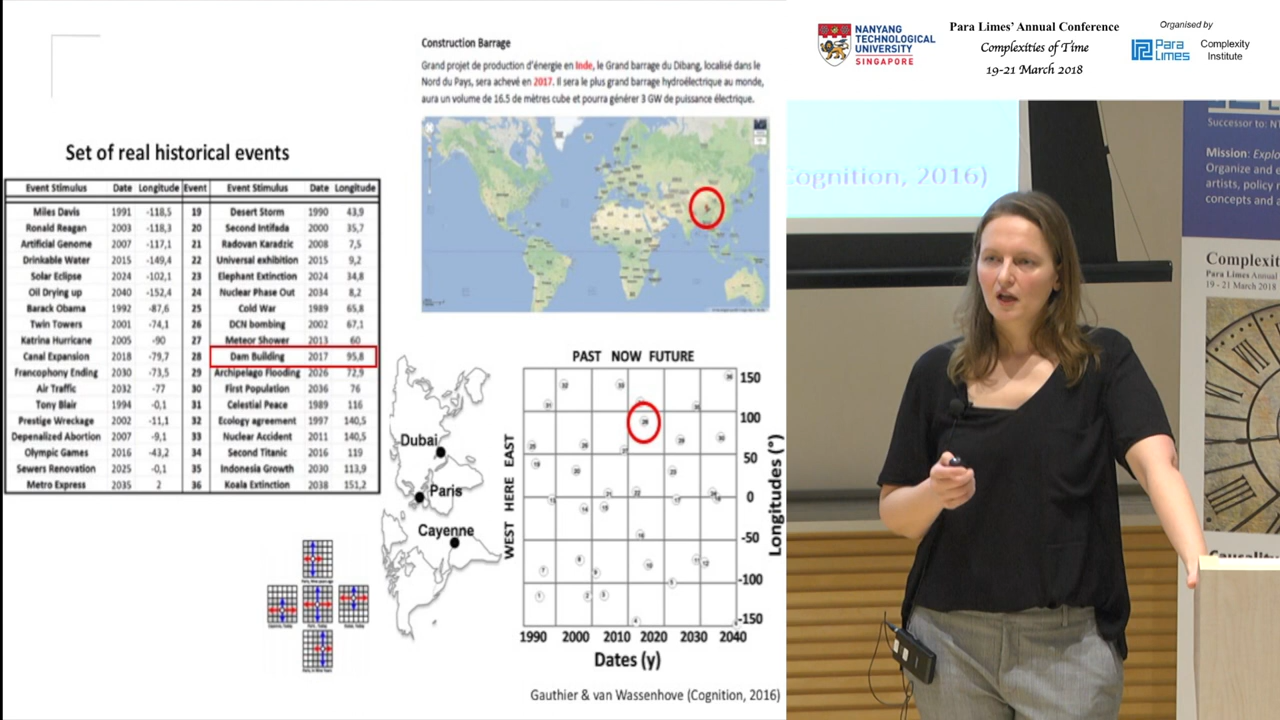 Construction Barrage
Grand projet de production d'énergie en Inde, le Grand barrage du Dibang, localisé dans le
Nord du Pays, sera achevé en 2017. Il sera le plus grand barrage hydroélectrique au monde,
aura un volume de 16.5 de mètres cube et pourra générer 3 GW de puissance électrique.
Set of real historical events
Event Stimulus Date Longitude Event Event Stimulus Date Longitude
Miles Davis 1991 -118,5 19 Desert Storm 1990 43,9
Ronald Reagan 2003 -118,3 20 Second Intifada 2000 35,7
Artificial Genome 2007 -117,1 21 Radovan Karadzic 2008 7,5
Drinkable Water 2015 -149,4 22 Universal exhibition 2015 9,2
Solar Eclipse 2024 -102,1 23 Elephant Extinction 2024 34,8
Oil Drying up 2040 -152,4 24 Nuclear Phase Out 2034 8,2
Barack Obama 1992 -87,6 25 Cold War 1989 65,8
Twin Towers 2001 -74,1 26 DCN bombing 2002 67,1
Katrina Hurricane 2005 -90 27 Meteor Shower 2013 60
Canal Expansion 2018 -79,7 28 Dam Building 2017 95,8
Francophony Ending 2030 -73,5 29 Archipelago Flooding 2026 72,9
Air Traffic 2032 -77 30 First Population 2036 76
Tony Blair 1994 -0,1 31 Celestial Peace 1989 116
Prestige Wreckage 2002 -11,1 32 Ecology agreement 1997 140,5
Depenalized Abortion 2007 -9,1 33 Nuclear Accident 2011 140,5
Olympic Games 2016 -43,2 34 Second Titanic 2016 119
Sewers Renovation 2025 -0,1 35 Indonesia Growth 2030 113,9
Metro Express 2035 2 36 Koala Extinction 2038 151,2
Dubai
Paris
Cayenne
PAST NOW FUTURE
WEST HERE EAST
150
100
50
0
-50
-100
-150
Longitudes (°)
1990 2000 2010 2020 2030 2040
Dates (y)
Gauthier & van Wassenhove (Cognition, 2016)
NANYANG
TECHNOLOGICAL
UNIVERSITY
SINGAPORE
Para Limes' Annual Conference
Complexities of Time
19-21 March 2018
Organised by
Para
LIMES
Complexity
Institute
Cognition, 2016)
Successor to:
Mission:
Organize and
artists, policy
concepts and
Complexit
Para Limes Annual
19 - 21 March 2018